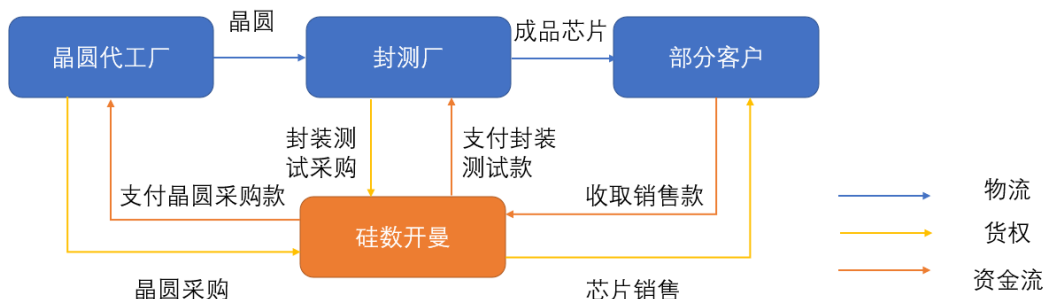 晶圆
成品芯片
晶圆代工厂
封测厂
部分客户
封装测
试采购
支付封装
测试款
支付晶圆采购款
收取销售款
物流
硅数开曼
货权
资金流
晶圆采购
芯片销售